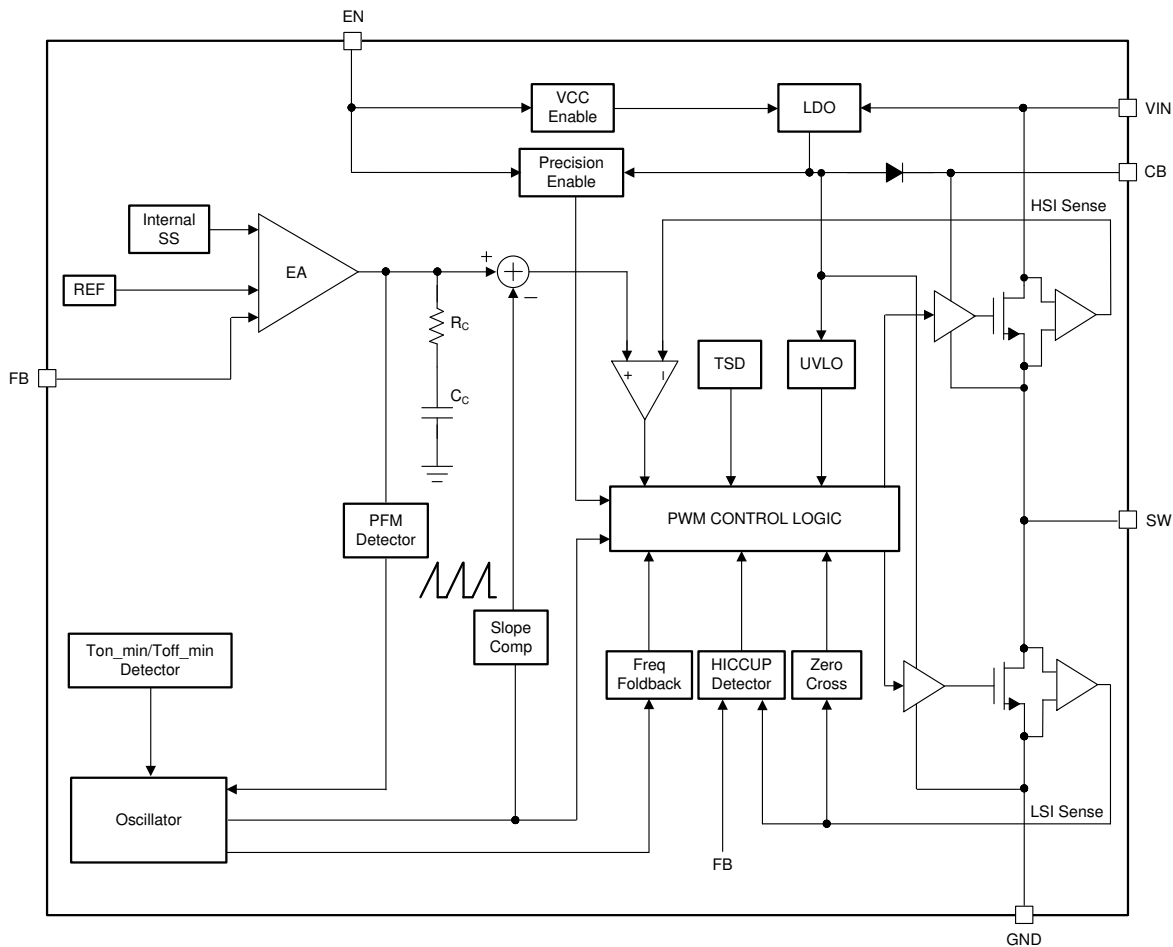 EN
VCC
Enable
LDO
VIN
Precision
Enable
CB
HSI Sense
Internal
SS
EA
+
+
−
REF
R_C
FB
C_C
+
−
TSD
UVLO
PFM
Detector
PWM CONTROL LOGIC
SW
Slope
Comp
Ton_min/Toff_min
Detector
Freq
Foldback
HICCUP
Detector
Zero
Cross
Oscillator
LSI Sense
FB
GND